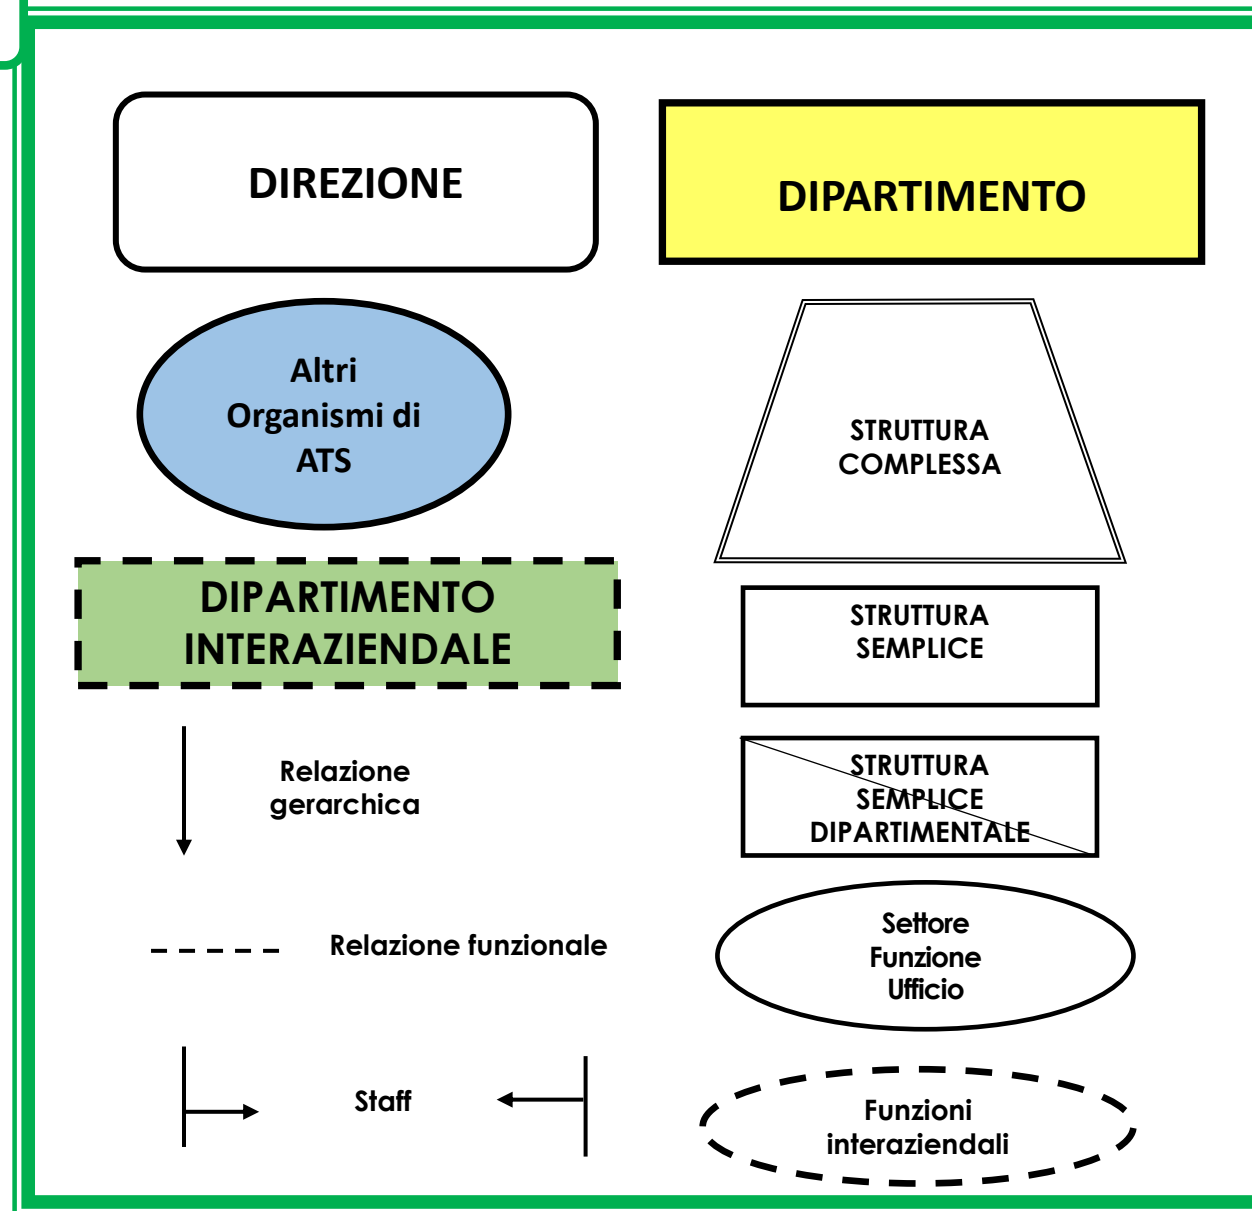 DIREZIONE
DIPARTIMENTO
Altri
Organismi di
ATS
STRUTTURA
COMPLESSA
DIPARTIMENTO
INTERAZIENDALE
STRUTTURA
SEMPLICE
Relazione
gerarchica
STRUTTURA
SEMPLICE
DIPARTIMENTALE
Relazione funzionale
Settore
Funzione
Ufficio
Staff
Funzioni
interaziendali